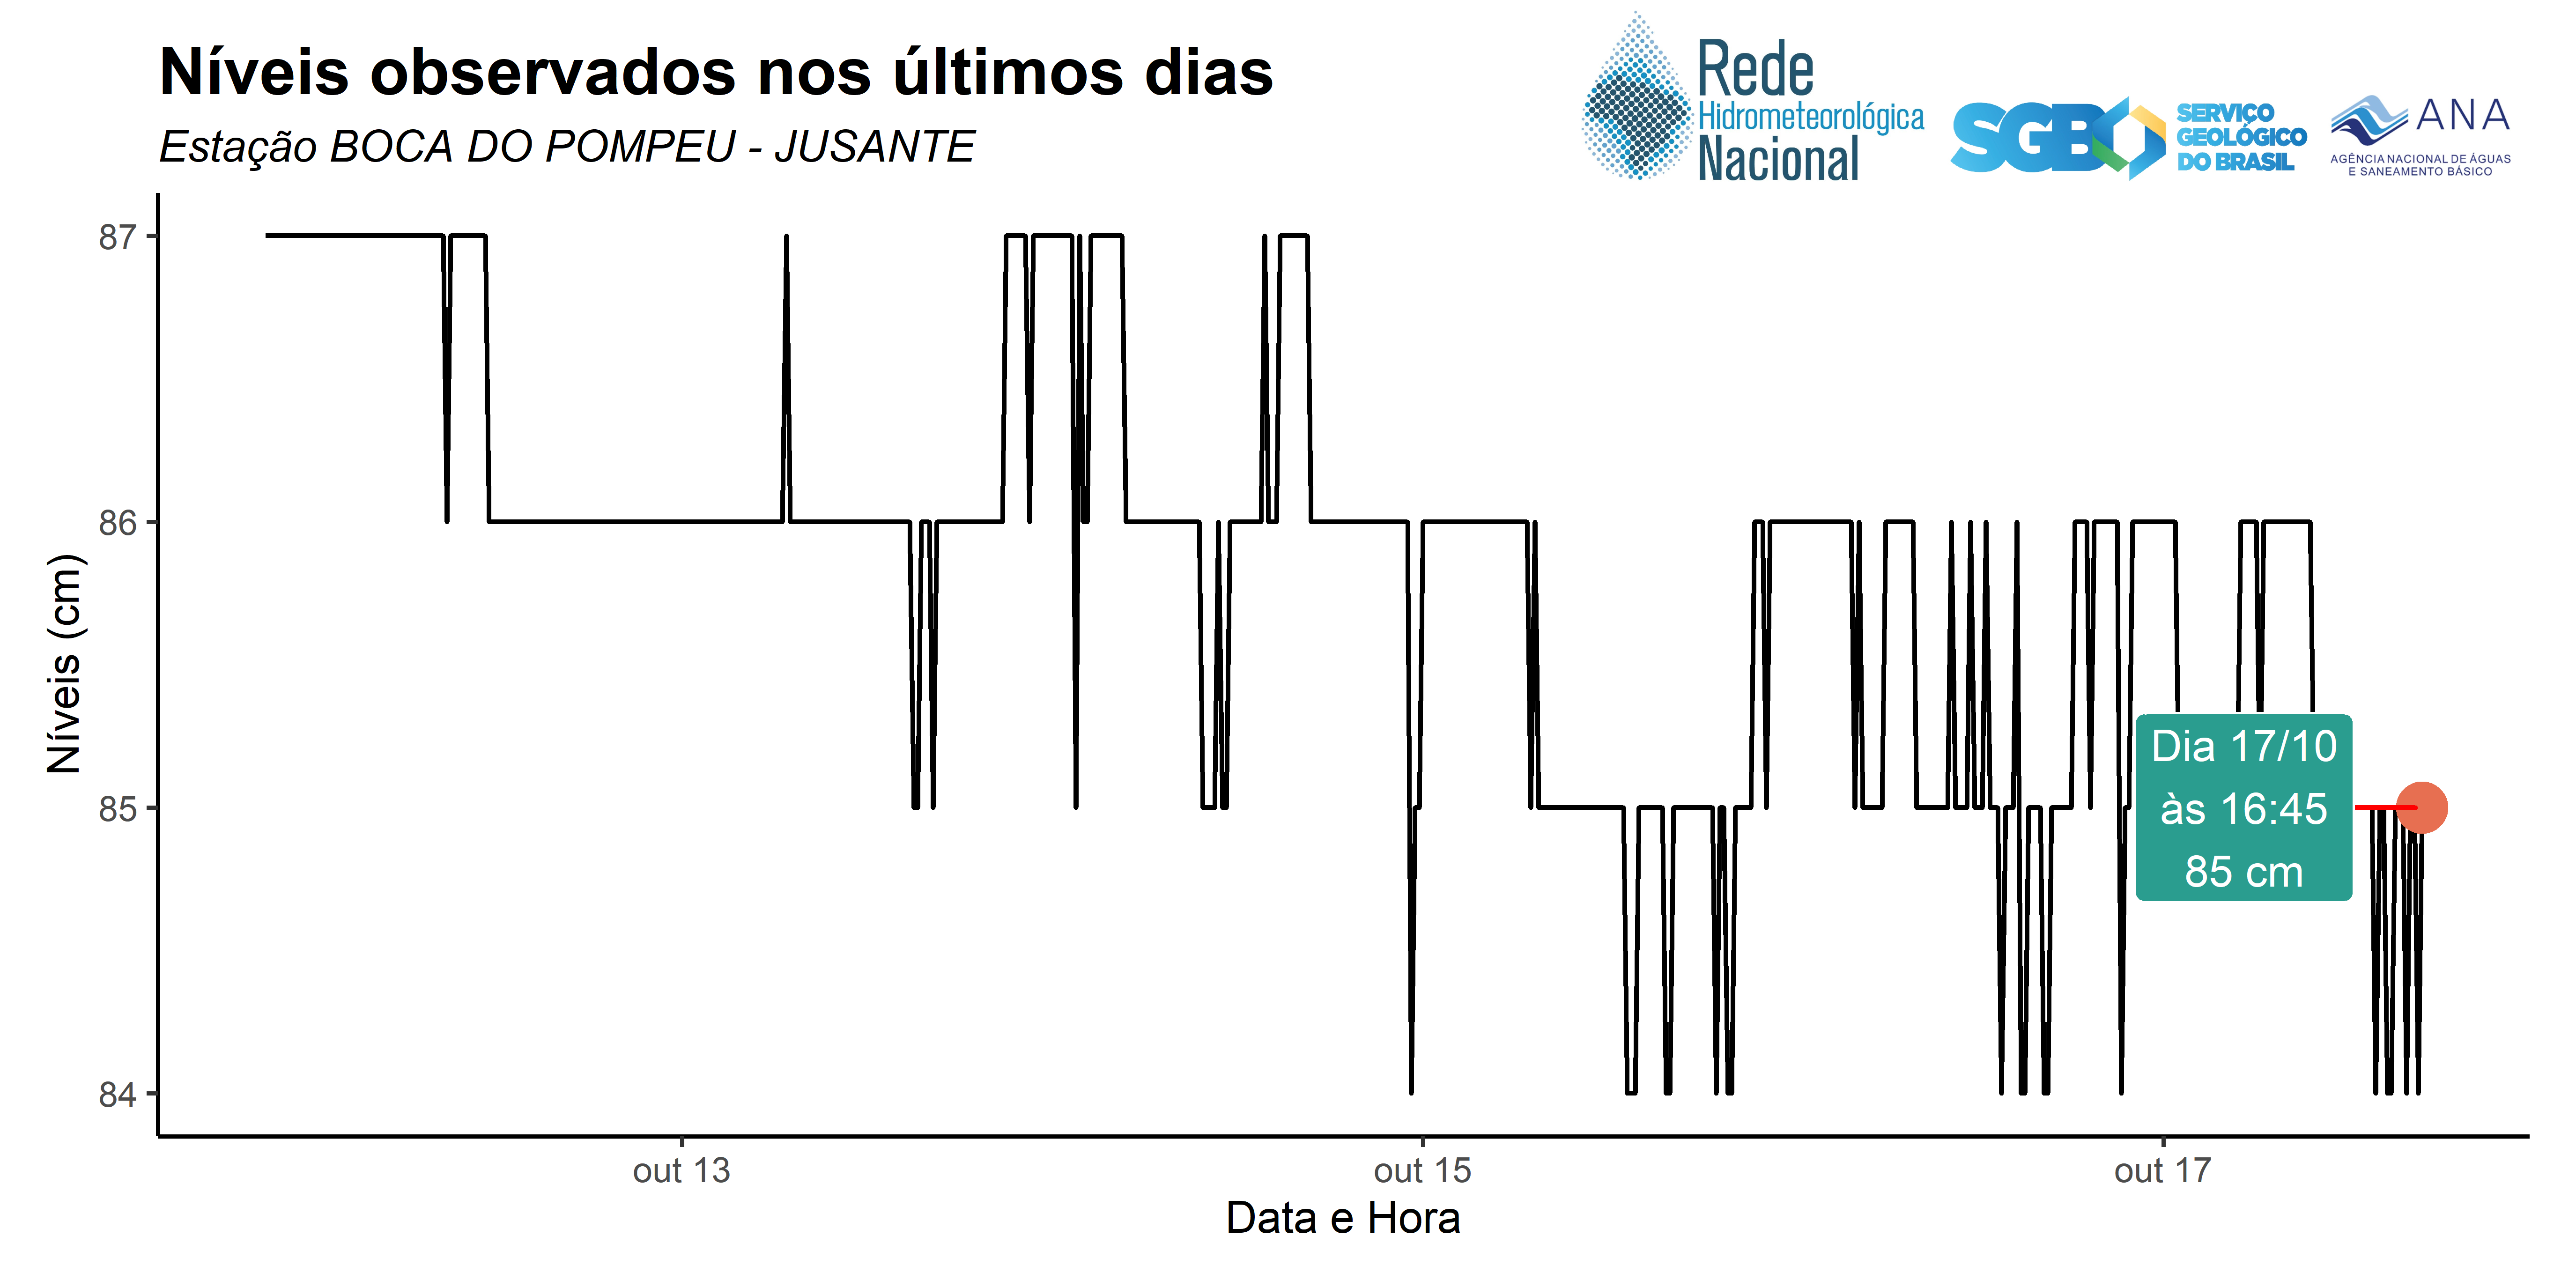 Níveis observados nos últimos dias
Estação BOCA DO POMPEU - JUSANTE
Rede
Hidrometeorológica
Nacional
SGB
SERVIÇO
GEOLÓGICO
DO BRASIL
ANA
AGÊNCIA NACIONAL DE ÁGUAS
E SANEAMENTO BÁSICO
Níveis (cm)
87
86
85
84
Dia 17/10
às 16:45
85 cm
out 13
out 15
out 17
Data e Hora